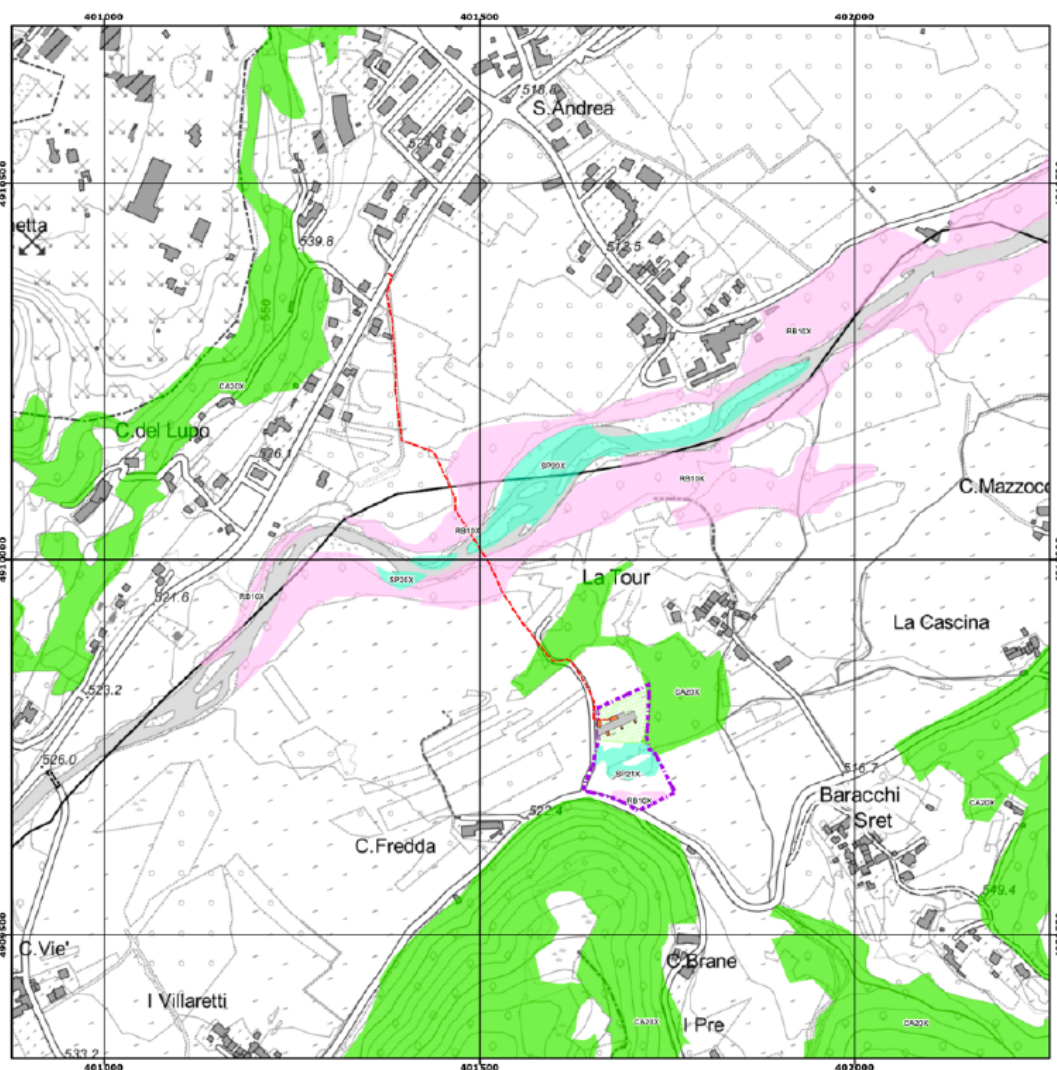 401000
401500
402000
518.8
S.Andrea
4910500
539.8
513.5
550
RB10X
CA20X
C.del Lupo
526.1
SP20X
RB10X
C.Mazzocc
RB10X
4910000
SP20X
La Tour
RB10X
521.6
La Cascina
523.2
CA20X
526.0
516.7
SP21X
RB10X
Baracchi
Sret
CA20X
522.4
C.Fredda
549.4
4909500
C.Vie'
C.Brane
I Villaretti
I Pre
CA20X
CA20X
533.2
401000
401500
402000